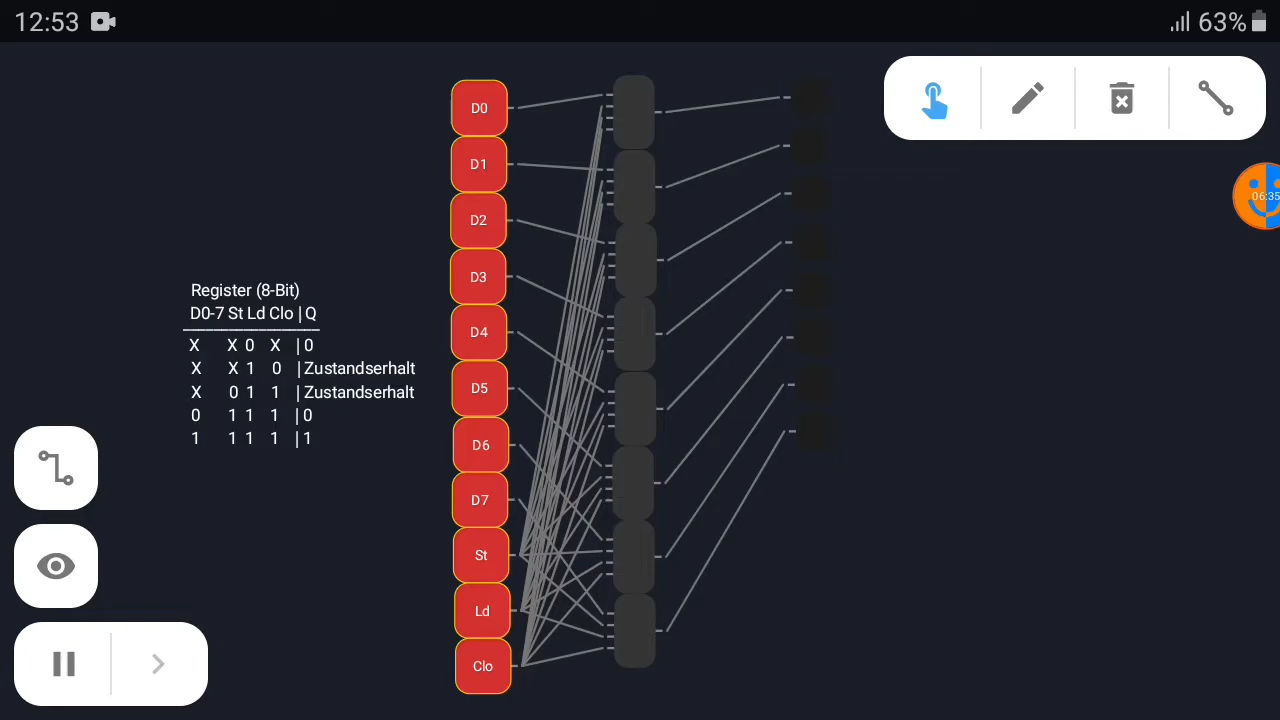 12:53
63%
D0
D1
D2
D3
D4
D5
D6
D7
St
Ld
Clo
Register (8-Bit)
D0-7 St Ld Clo | Q
X X 0 X | 0
X X 1 0 | Zustandserhalt
X 0 1 1 | Zustandserhalt
0 1 1 1 | 0
1 1 1 1 | 1
06:35